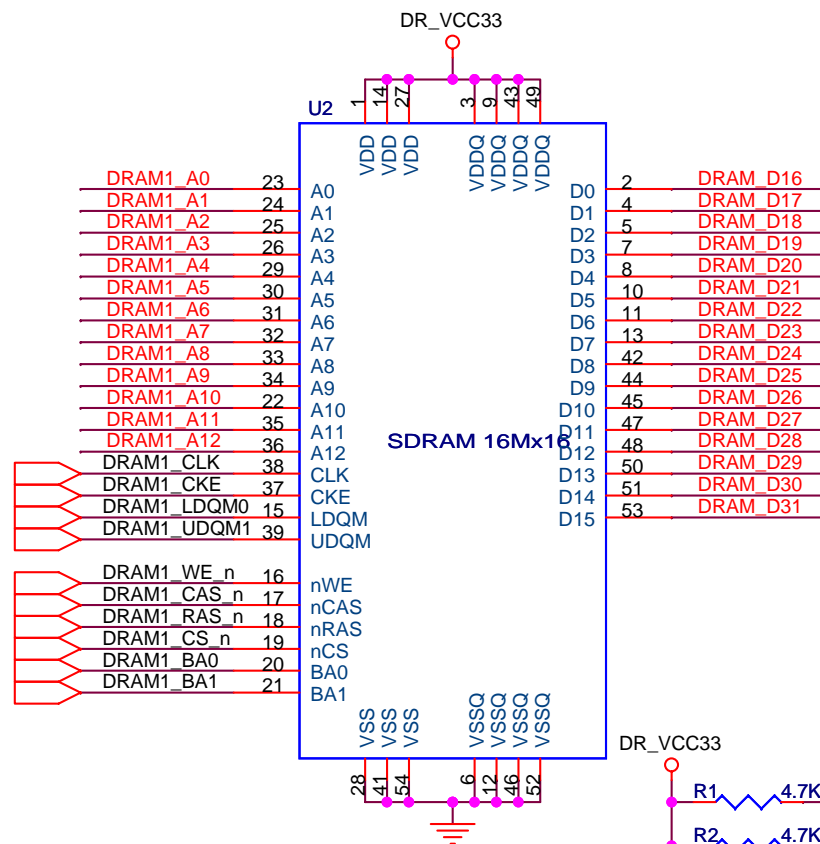 DR_VCC33
U2
1 14 27 3 9 43 49
VDD VDD VDD VDDQ VDDQ VDDQ VDDQ
DRAM1_A0 23 A0 D0 2 DRAM_D16
DRAM1_A1 24 A1 D1 4 DRAM_D17
DRAM1_A2 25 A2 D2 5 DRAM_D18
DRAM1_A3 26 A3 D3 7 DRAM_D19
DRAM1_A4 29 A4 D4 8 DRAM_D20
DRAM1_A5 30 A5 D5 10 DRAM_D21
DRAM1_A6 31 A6 D6 11 DRAM_D22
DRAM1_A7 32 A7 D7 13 DRAM_D23
DRAM1_A8 33 A8 D8 42 DRAM_D24
DRAM1_A9 34 A9 D9 44 DRAM_D25
DRAM1_A10 22 A10 D10 45 DRAM_D26
DRAM1_A11 35 A11 D11 47 DRAM_D27
SDRAM 16Mx16
DRAM1_A12 36 A12 D12 48 DRAM_D28
DRAM1_CLK 38 CLK D13 50 DRAM_D29
DRAM1_CKE 37 CKE D14 51 DRAM_D30
DRAM1_LDQM0 15 LDQM D15 53 DRAM_D31
DRAM1_UDQM1 39 UDQM
DRAM1_WE_n 16 nWE
DRAM1_CAS_n 17 nCAS
DRAM1_RAS_n 18 nRAS
DRAM1_CS_n 19 nCS
DRAM1_BA0 20 BA0
DRAM1_BA1 21 BA1
VSS VSS VSS VSSQ VSSQ VSSQ VSSQ
28 41 54 6 12 46 52
DR_VCC33
R1 4.7K
R2 4.7K